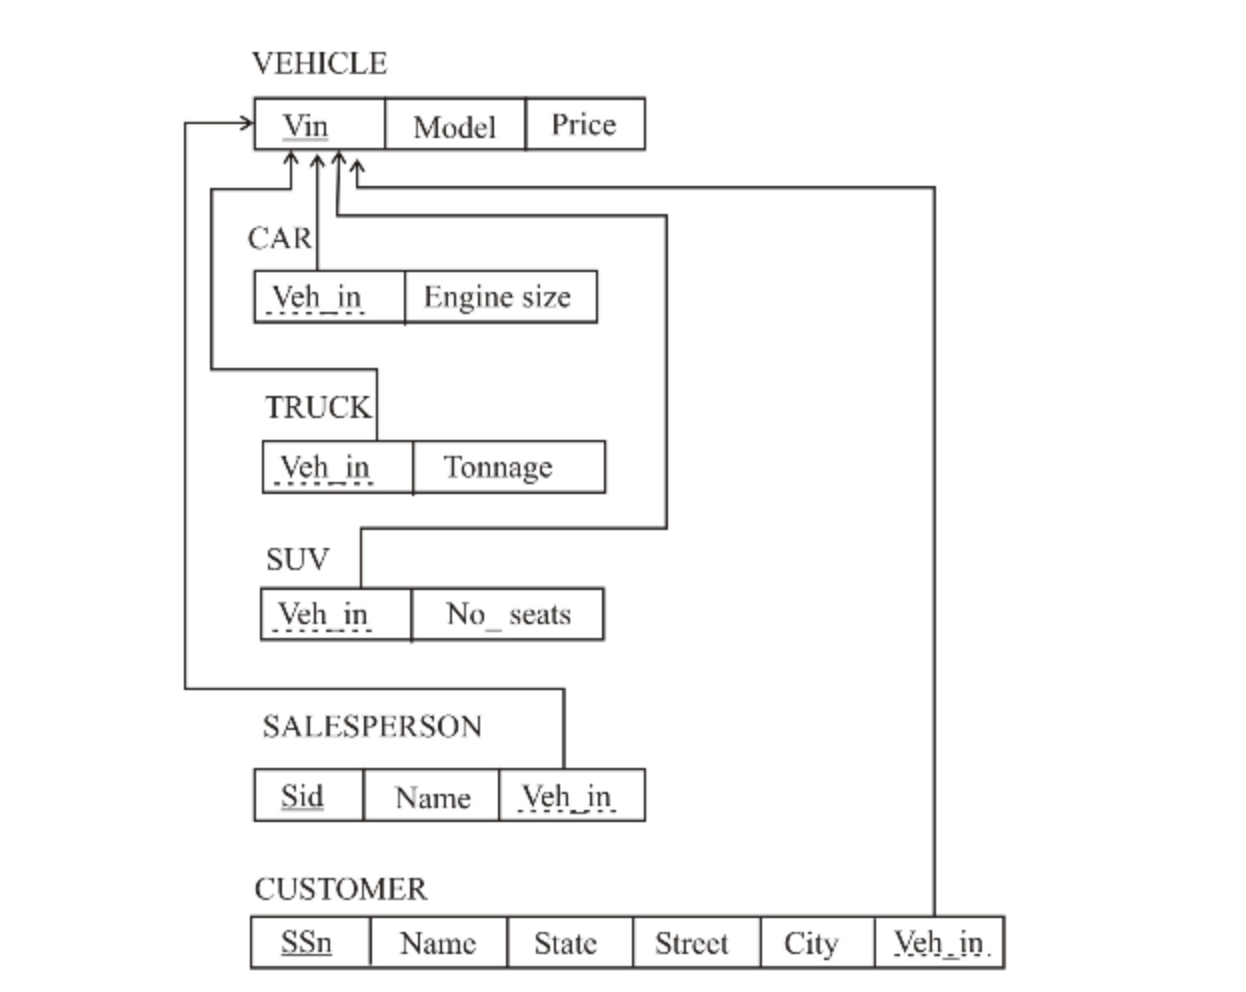 VEHICLE
Vin Model Price
CAR
Veh_in Engine size
TRUCK
Veh_in Tonnage
SUV
Veh_in No_ seats
SALESPERSON
Sid Name Veh_in
CUSTOMER
SSn Name State Street City Veh_in